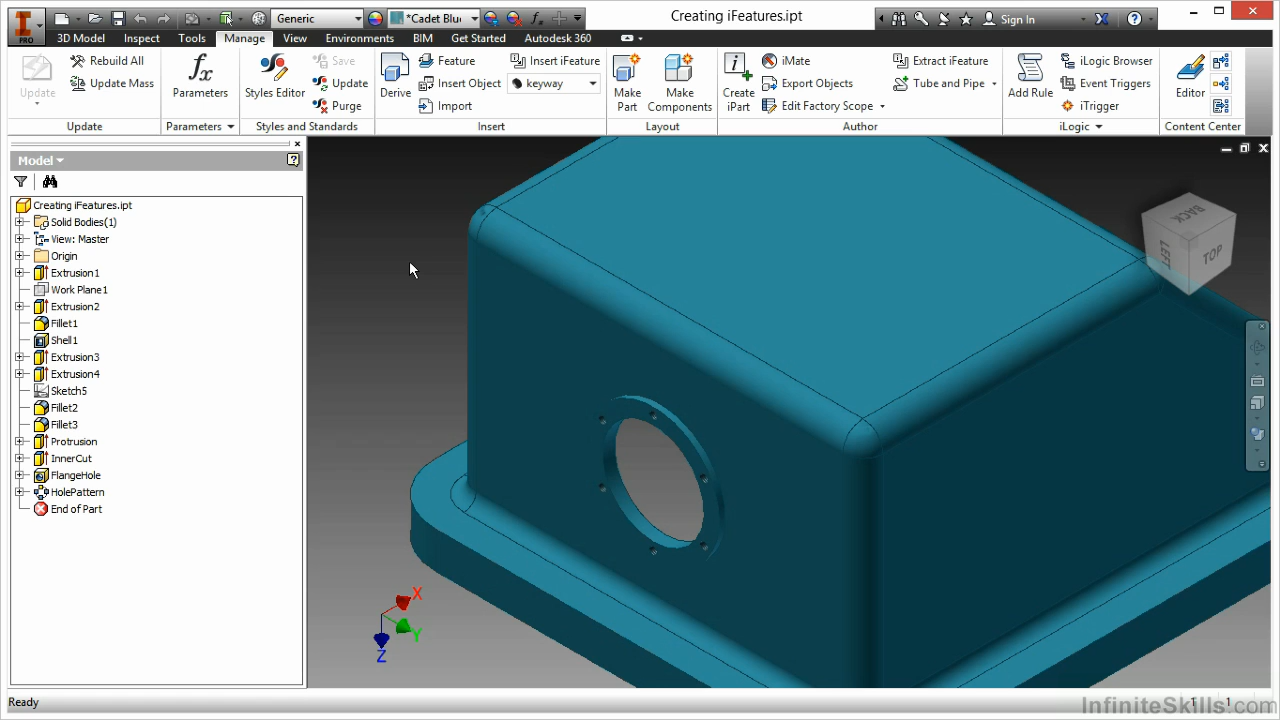 Generic
*Cadet Blu
Creating iFeatures.ipt
Sign In
PRO
3D Model Inspect Tools Manage View Environments BIM Get Started Autodesk 360
Update
Rebuild All
Update Mass
Update
Parameters
Parameters
Styles Editor
Save
Update
Purge
Styles and Standards
Derive
Feature
Insert Object
Import
Insert iFeature
keyway
Insert
Make
Part
Make
Components
Layout
Create
iPart
iMate
Export Objects
Edit Factory Scope
Extract iFeature
Tube and Pipe
Author
Add Rule
iLogic Browser
Event Triggers
iTrigger
iLogic
Editor
Content Center
Model
Creating iFeatures.ipt
Solid Bodies(1)
View: Master
Origin
Extrusion1
Work Plane1
Extrusion2
Fillet1
Shell1
Extrusion3
Extrusion4
Sketch5
Fillet2
Fillet3
Protrusion
InnerCut
FlangeHole
HolePattern
End of Part
BACK
LEFT
TOP
X
Y
Z
Ready
1 1
InfiniteSkills.com